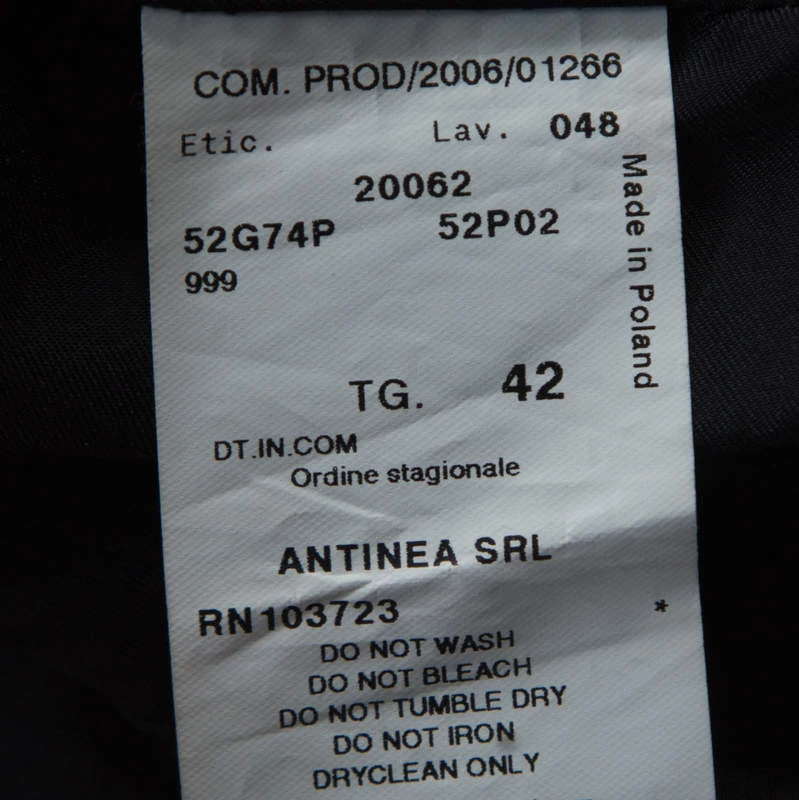 COM. PROD/2006/01266
Etic. Lav. 048
20062
52G74P 52P02
999
Made in Poland
TG. 42
DT.IN.COM
Ordine stagionale
ANTINEA SRL
RN103723 *
DO NOT WASH
DO NOT BLEACH
DO NOT TUMBLE DRY
DO NOT IRON
DRYCLEAN ONLY